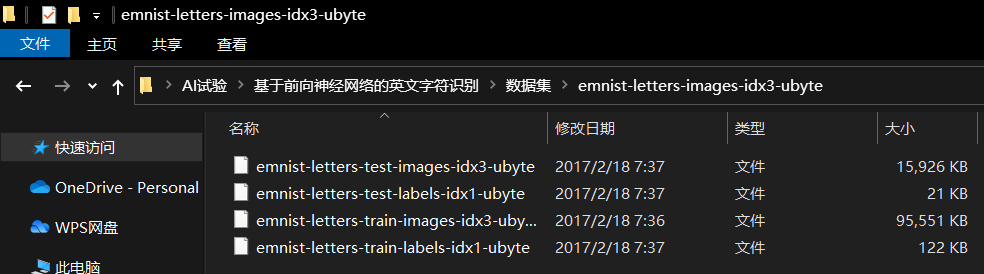 emnist-letters-images-idx3-ubyte
文件 主页 共享 查看
AI试验 基于前向神经网络的英文字符识别 数据集 emnist-letters-images-idx3-ubyte
名称 修改日期 类型 大小
快速访问
OneDrive - Personal
WPS网盘
此电脑
emnist-letters-test-images-idx3-ubyte 2017/2/18 7:37 文件 15,926 KB
emnist-letters-test-labels-idx1-ubyte 2017/2/18 7:37 文件 21 KB
emnist-letters-train-images-idx3-uby... 2017/2/18 7:36 文件 95,551 KB
emnist-letters-train-labels-idx1-ubyte 2017/2/18 7:37 文件 122 KB